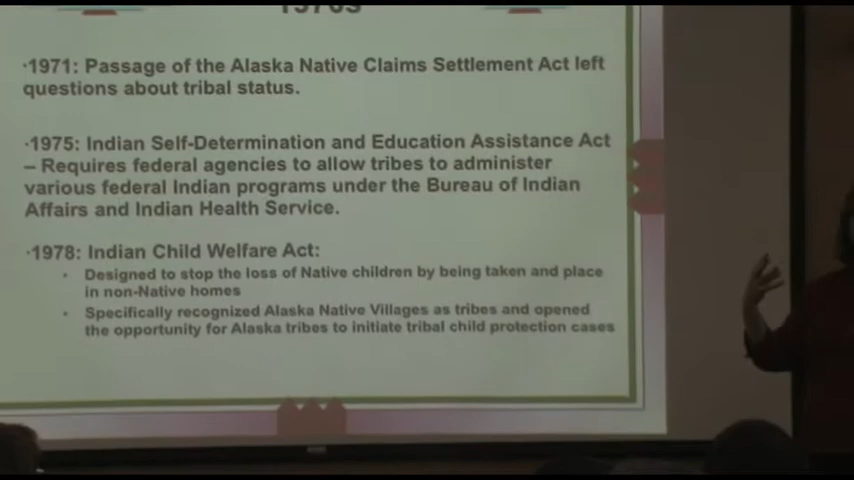 1970s
·1971: Passage of the Alaska Native Claims Settlement Act left
questions about tribal status.
·1975: Indian Self-Determination and Education Assistance Act
– Requires federal agencies to allow tribes to administer
various federal Indian programs under the Bureau of Indian
Affairs and Indian Health Service.
·1978: Indian Child Welfare Act:
• Designed to stop the loss of Native children by being taken and place
in non-Native homes
• Specifically recognized Alaska Native Villages as tribes and opened
the opportunity for Alaska tribes to initiate tribal child protection cases